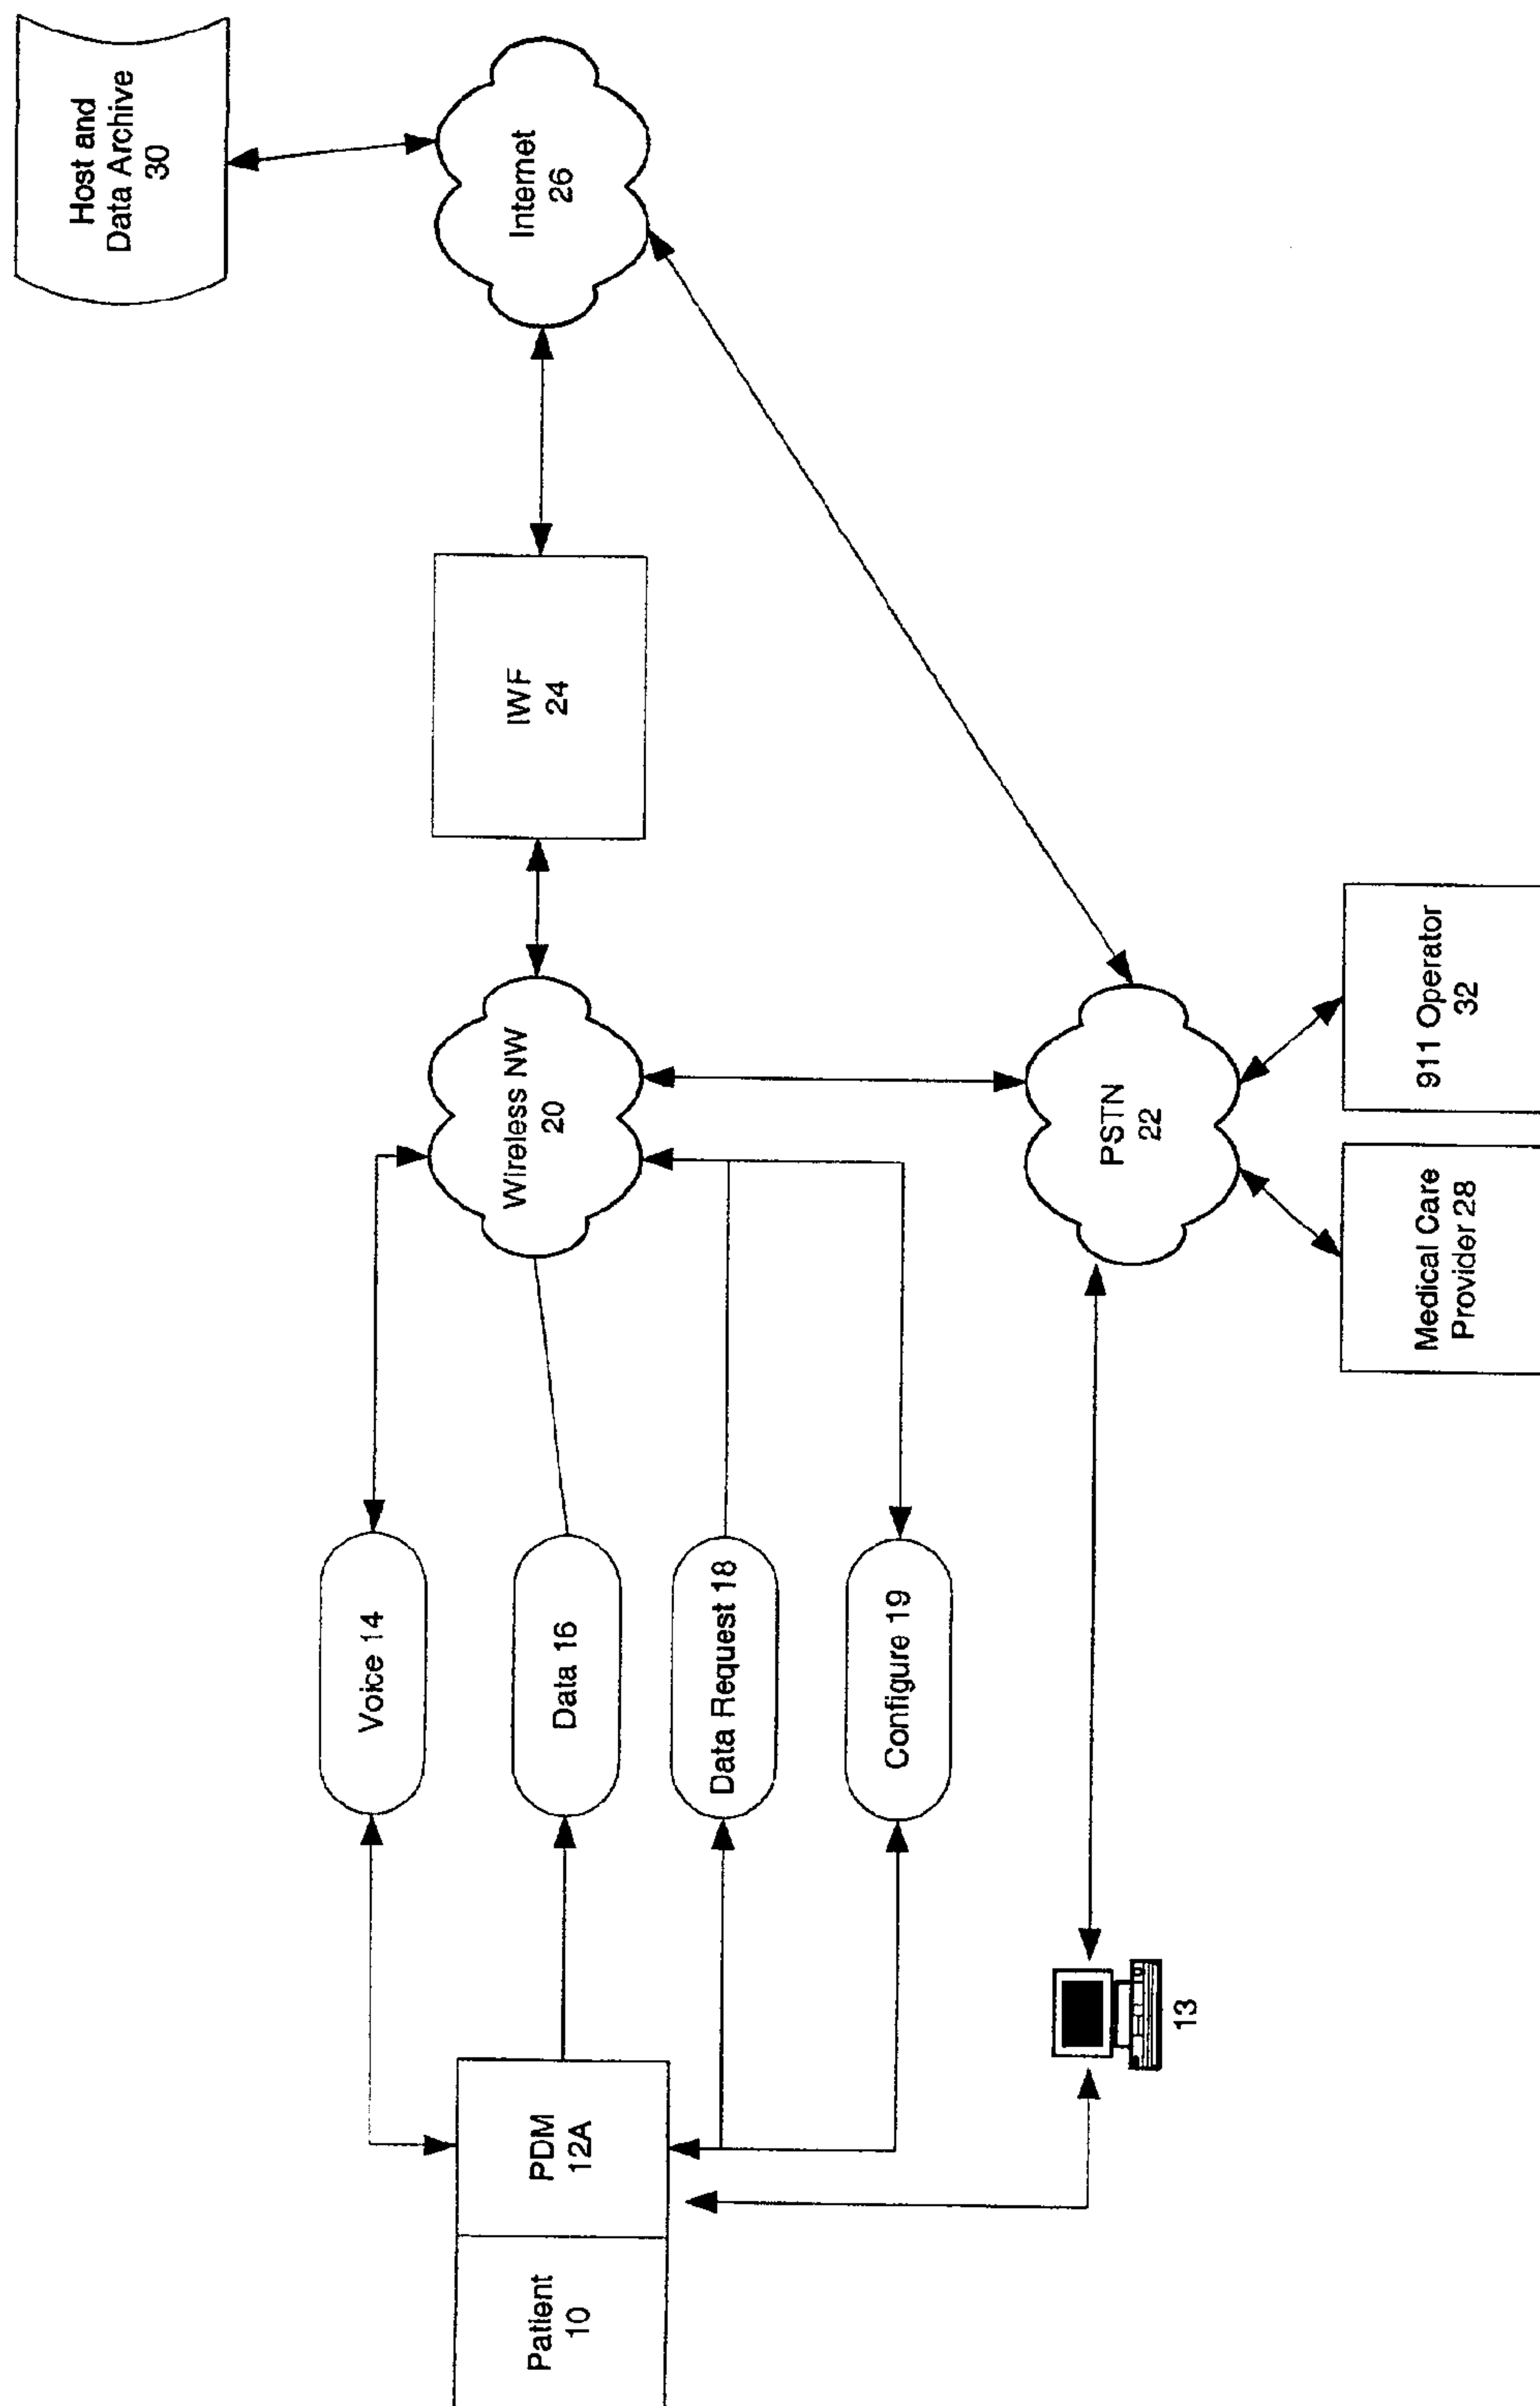 Host and
Data Archive
30
Internet
26
IWF
24
Wireless NW
20
PSTN
22
911 Operator
32
Medical Care
Provider 28
Voice 14
Data 16
Data Request 18
Configure 19
13
PDM
12A
Patient
10